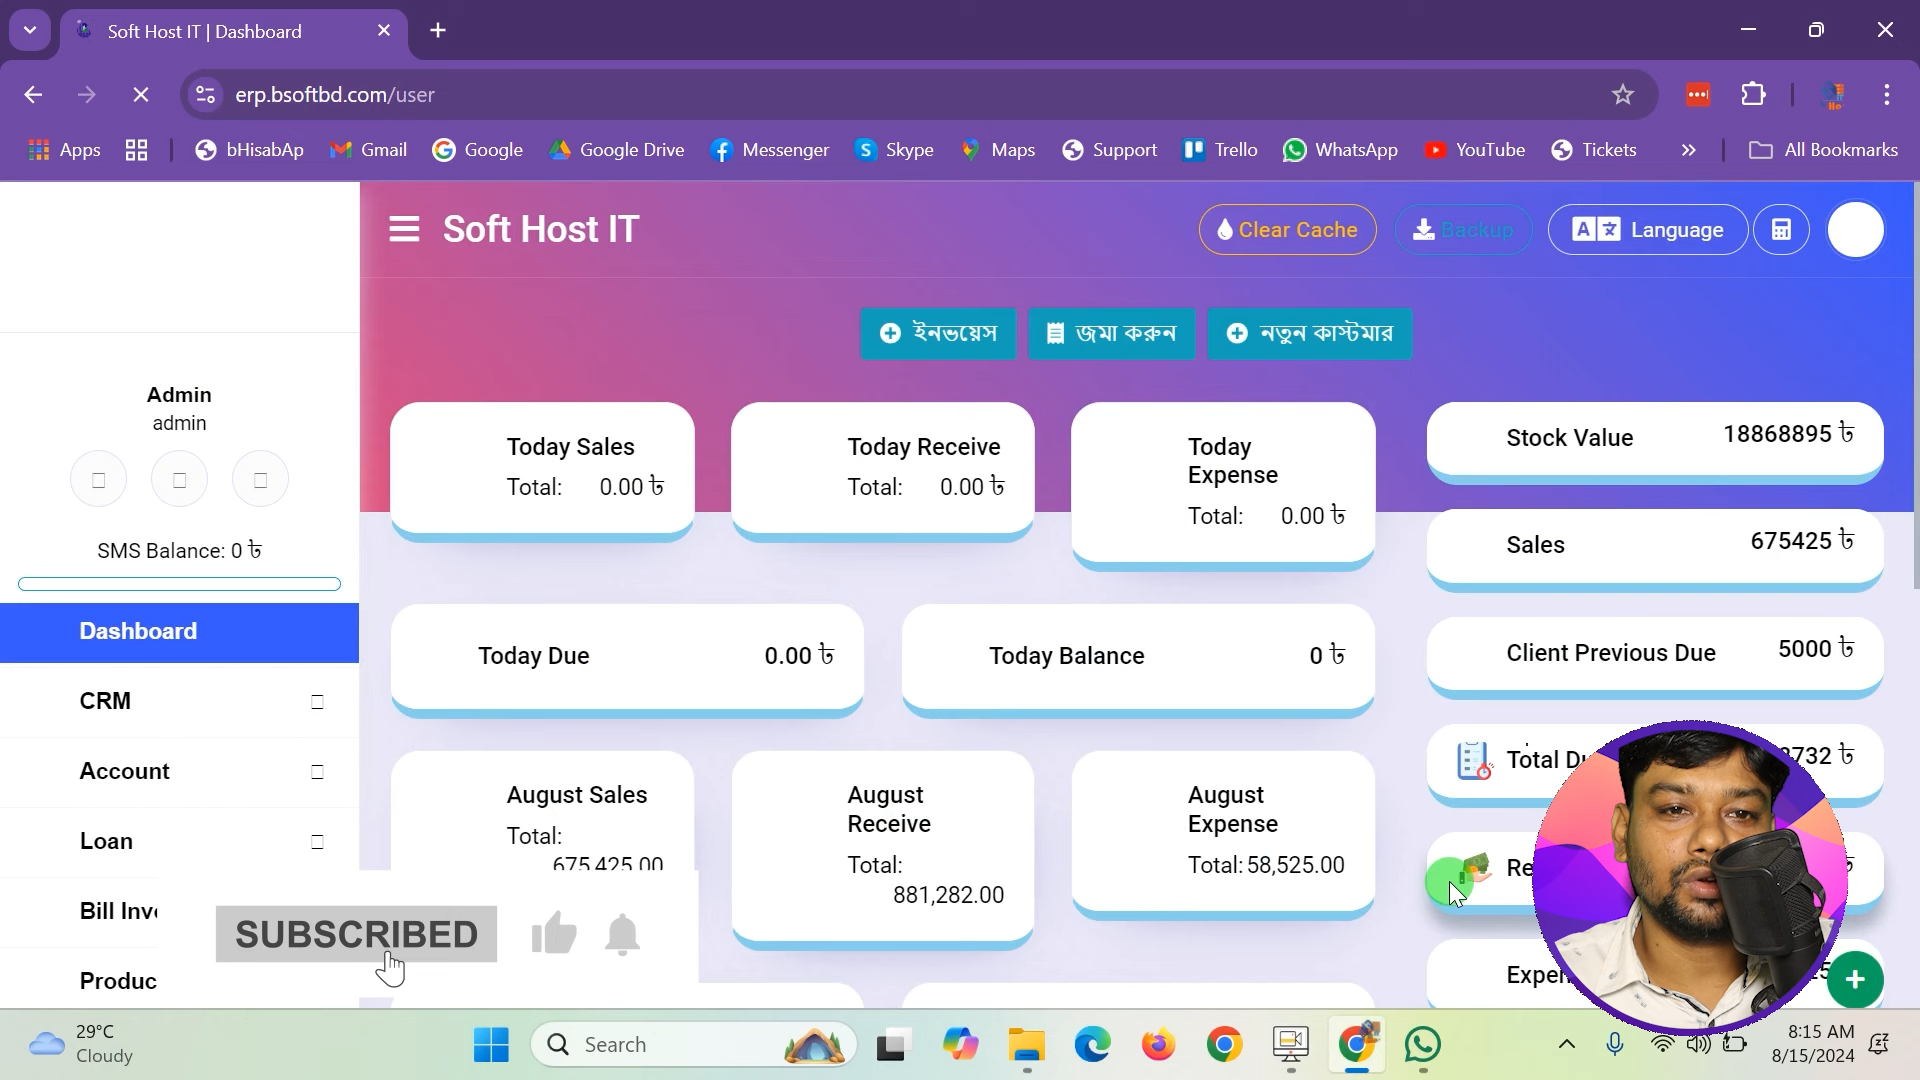 Soft Host IT | Dashboard
erp.bsoftbd.com/user
Apps
bHisabAp
Gmail
Google
Google Drive
Messenger
Skype
Maps
Support
Trello
WhatsApp
YouTube
Tickets
All Bookmarks
Soft Host IT
Clear Cache
Backup
Language
ইনভয়েস
জমা করুন
নতুন কাস্টমার
Admin
admin
SMS Balance: 0 ৳
Dashboard
CRM
Account
Loan
Bill
Today Sales
Total: 0.00 ৳
Today Receive
Total: 0.00 ৳
Today
Expense
Total: 0.00 ৳
Stock Value 18868895 ৳
Sales 675425 ৳
Client Previous Due 5000 ৳
Today Due 0.00 ৳
Today Balance 0 ৳
Total
732 ৳
August Sales
Total:
675,425.00
August
Receive
Total:
881,282.00
August
Expense
Total: 58,525.00
SUBSCRIBED
29°C
Cloudy
Search
8:15 AM
8/15/2024